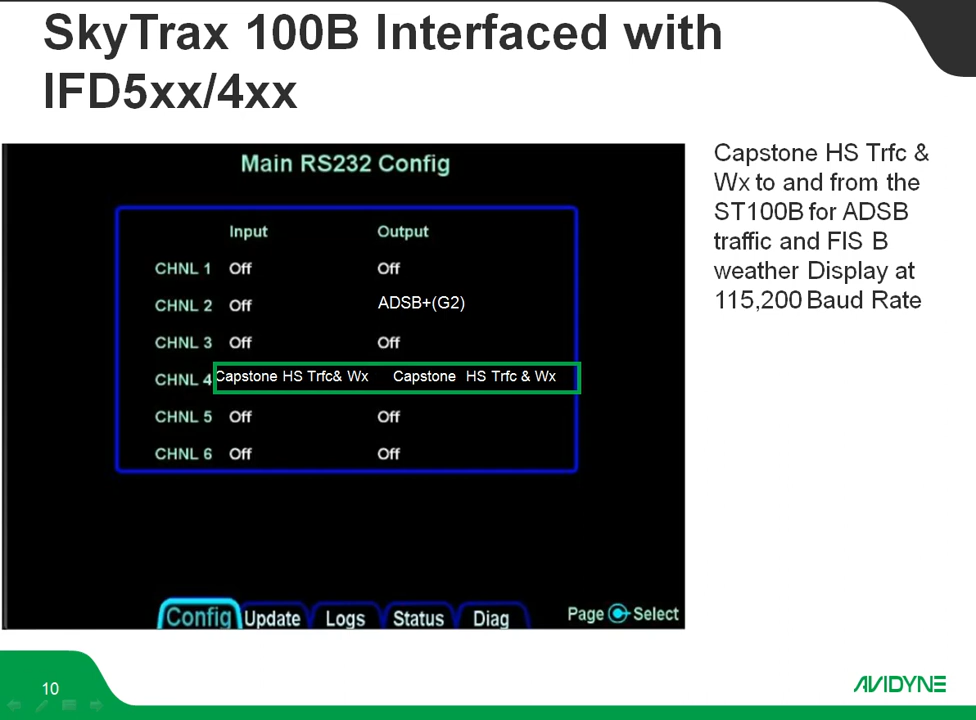 SkyTrax 100B Interfaced with
IFD5xx/4xx
Main RS232 Config
Input Output
CHNL 1 Off Off
CHNL 2 Off ADSB+(G2)
CHNL 3 Off Off
CHNL 4 Capstone HS Trfc& Wx Capstone HS Trfc & Wx
CHNL 5 Off Off
CHNL 6 Off Off
Config Update Logs Status Diag Page Select
Capstone HS Trfc &
Wx to and from the
ST100B for ADSB
traffic and FIS B
weather Display at
115,200 Baud Rate
10
AVIDYNE